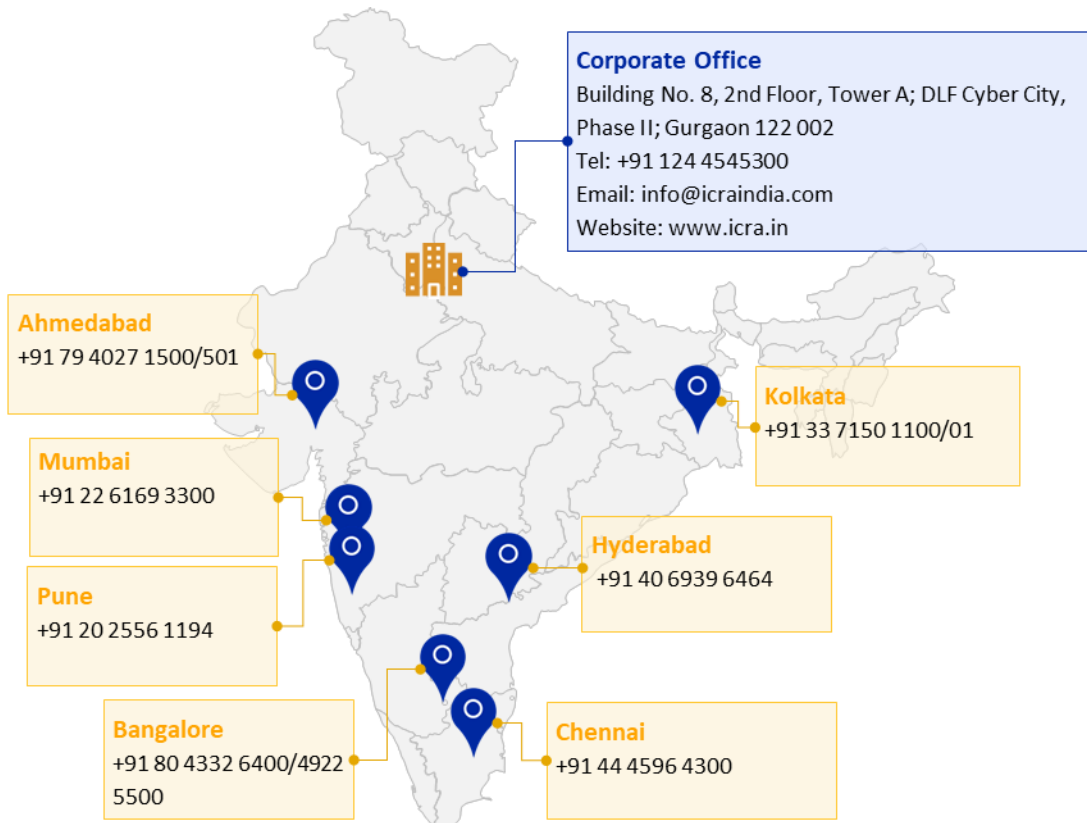 Corporate Office
Building No. 8, 2nd Floor, Tower A; DLF Cyber City,
Phase II; Gurgaon 122 002
Tel: +91 124 4545300
Email: info@icraindia.com
Website: www.icra.in
Ahmedabad
+91 79 4027 1500/501
Kolkata
+91 33 7150 1100/01
Mumbai
+91 22 6169 3300
Hyderabad
+91 40 6939 6464
Pune
+91 20 2556 1194
Bangalore
+91 80 4332 6400/4922
5500
Chennai
+91 44 4596 4300